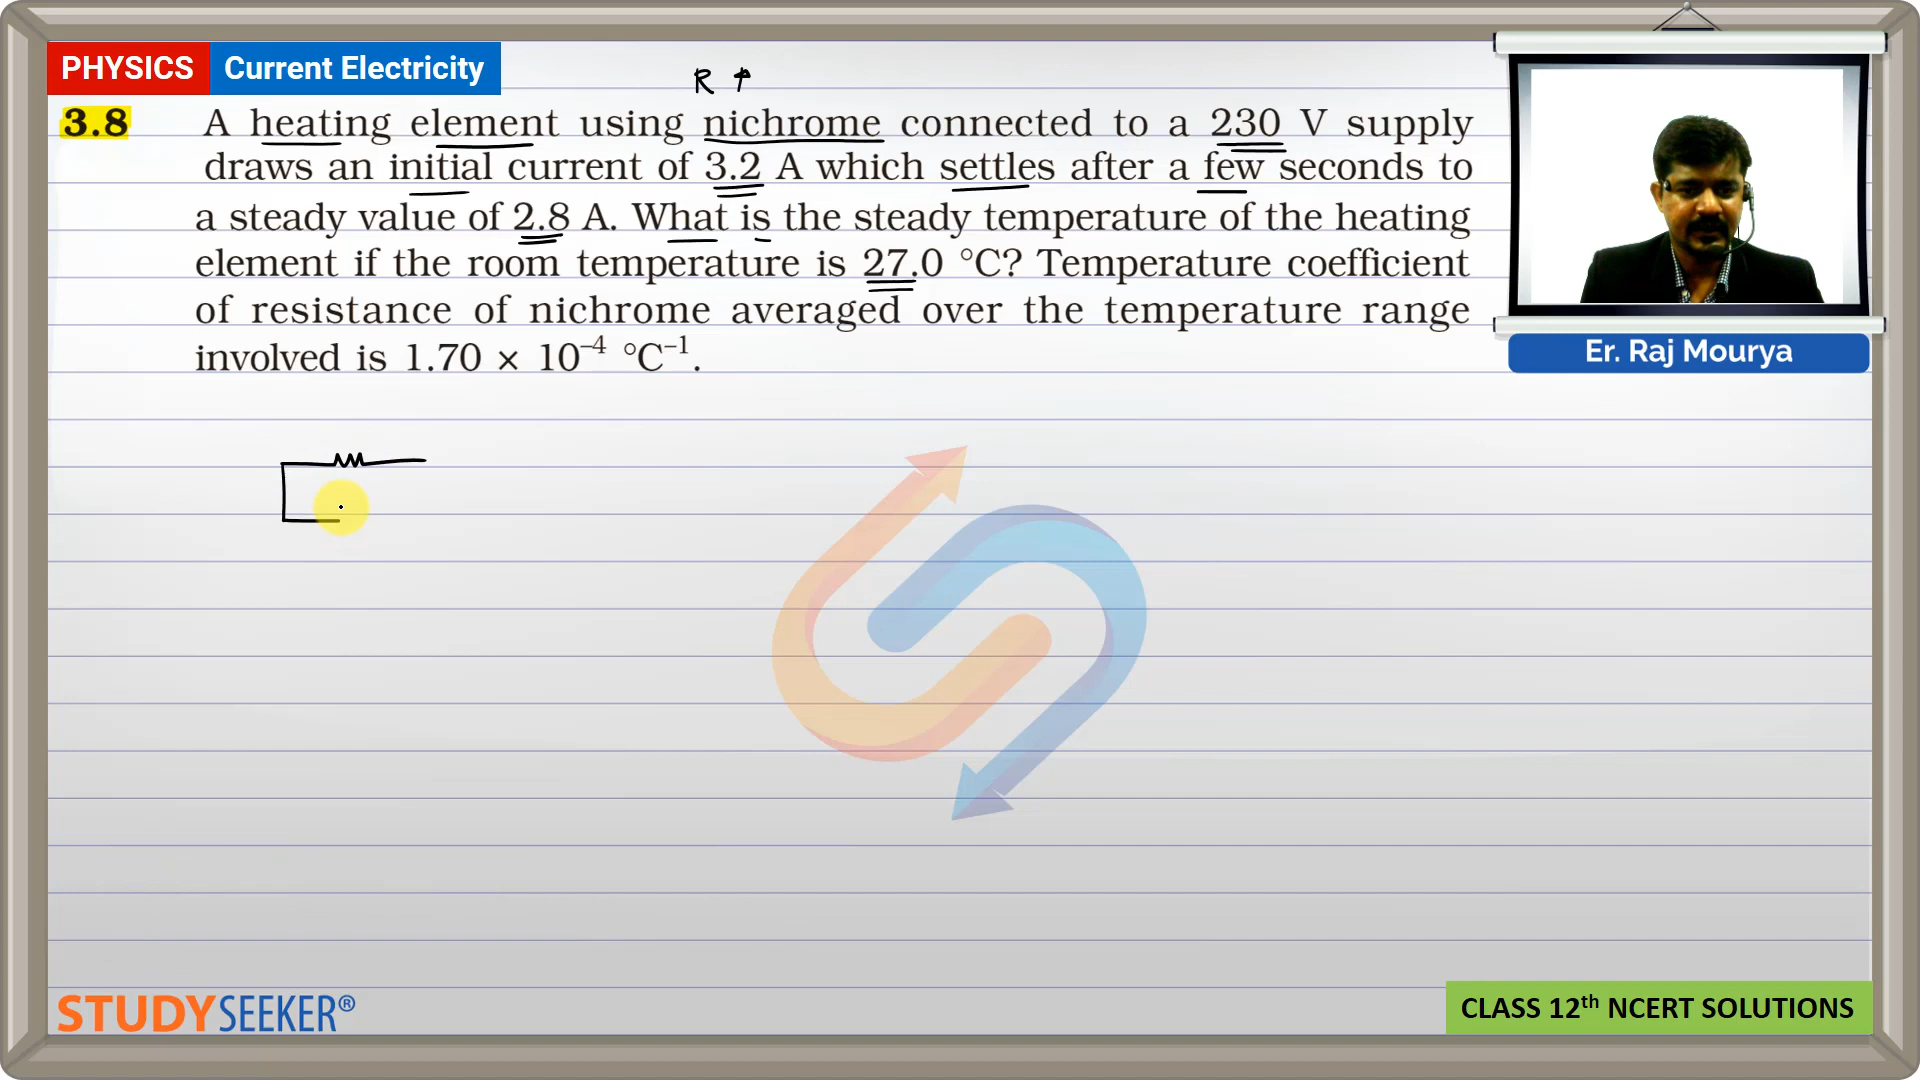 PHYSICS Current Electricity
R ↑
3.8 A heating element using nichrome connected to a 230 V supply
draws an initial current of 3.2 A which settles after a few seconds to
a steady value of 2.8 A. What is the steady temperature of the heating
element if the room temperature is 27.0 °C? Temperature coefficient
of resistance of nichrome averaged over the temperature range
involved is 1.70 × 10⁻⁴ °C⁻¹.
Er. Raj Mourya
STUDYSEEKER®
CLASS 12ᵗʰ NCERT SOLUTIONS